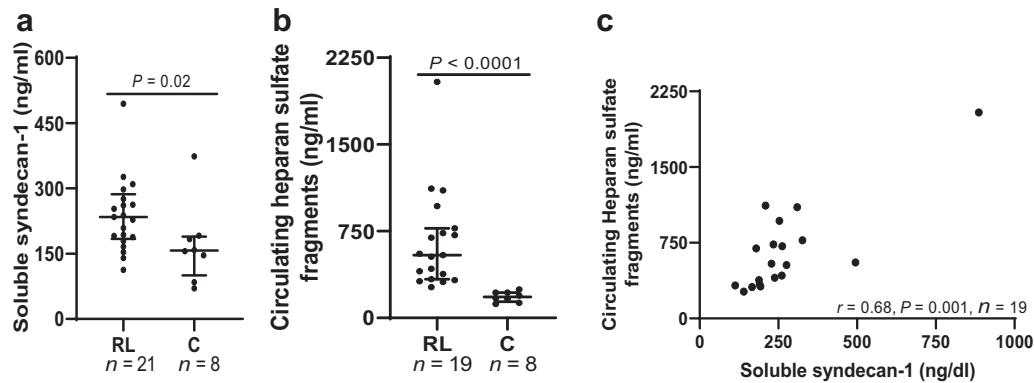 a
Soluble syndecan-1 (ng/ml)
600
450
300
150
0
P = 0.02
RL
C
n = 21
n = 8
b
Circulating heparan sulfate
fragments (ng/ml)
2250
1500
750
0
P < 0.0001
RL
C
n = 19
n = 8
c
Circulating Heparan sulfate
fragments (ng/ml)
2250
1500
750
0
r = 0.68, P = 0.001, n = 19
0
250
500
750
1000
Soluble syndecan-1 (ng/dl)